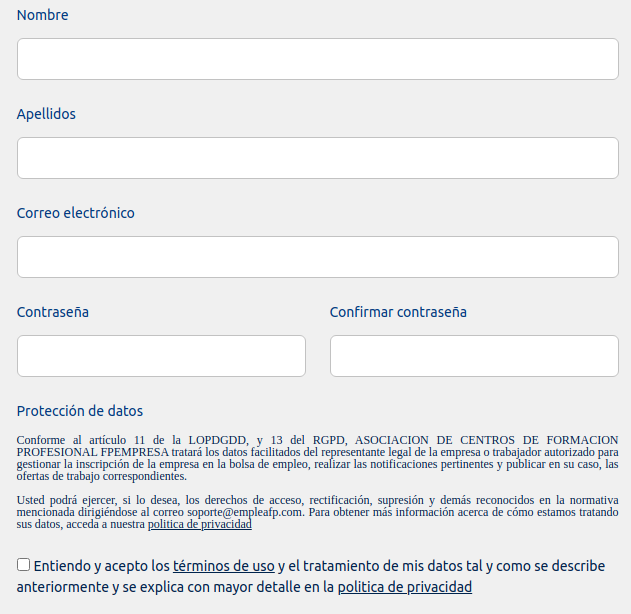 Nombre
Apellidos
Correo electrónico
Contraseña Confirmar contraseña
Protección de datos
Conforme al artículo 11 de la LOPDGDD, y 13 del RGPD, ASOCIACION DE CENTROS DE FORMACION
PROFESIONAL FPEMPRESA tratará los datos facilitados del representante legal de la empresa o trabajador autorizado para
gestionar la inscripción de la empresa en la bolsa de empleo, realizar las notificaciones pertinentes y publicar en su caso, las
ofertas de trabajo correspondientes.
Usted podrá ejercer, si lo desea, los derechos de acceso, rectificación, supresión y demás reconocidos en la normativa
mencionada dirigiéndose al correo soporte@empleafp.com. Para obtener más información acerca de cómo estamos tratando
sus datos, acceda a nuestra politica de privacidad
Entiendo y acepto los términos de uso y el tratamiento de mis datos tal y como se describe
anteriormente y se explica con mayor detalle en la politica de privacidad